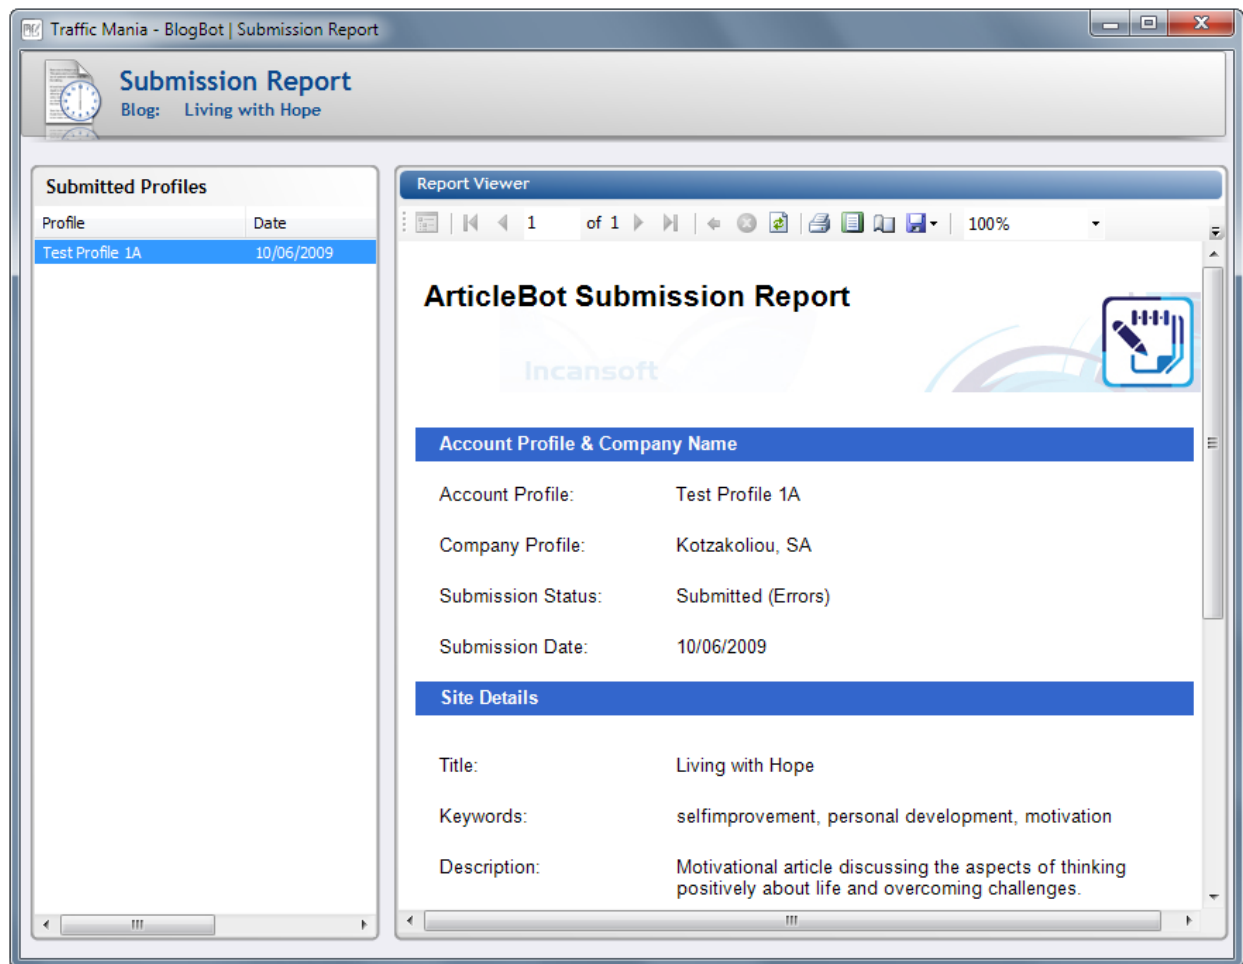 Traffic Mania - BlogBot | Submission Report
Submission Report
Blog: Living with Hope
Submitted Profiles
Profile Date
Test Profile 1A 10/06/2009
Report Viewer
1 of 1 100%
ArticleBot Submission Report
Incansoft
Account Profile & Company Name
Account Profile: Test Profile 1A
Company Profile: Kotzakoliou, SA
Submission Status: Submitted (Errors)
Submission Date: 10/06/2009
Site Details
Title: Living with Hope
Keywords: selfimprovement, personal development, motivation
Description: Motivational article discussing the aspects of thinking
positively about life and overcoming challenges.